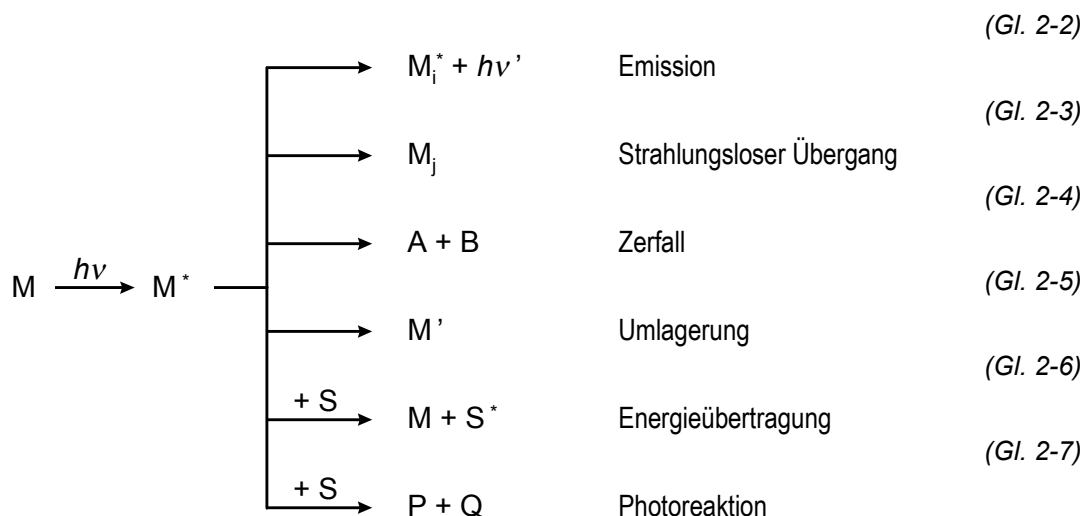 (Gl. 2-2)
M_i^* + hν’ Emission
(Gl. 2-3)
M_j Strahlungsloser Übergang
(Gl. 2-4)
A + B Zerfall
(Gl. 2-5)
M hν M^*
M’ Umlagerung
(Gl. 2-6)
+ S M + S^* Energieübertragung
(Gl. 2-7)
+ S P + Q Photoreaktion